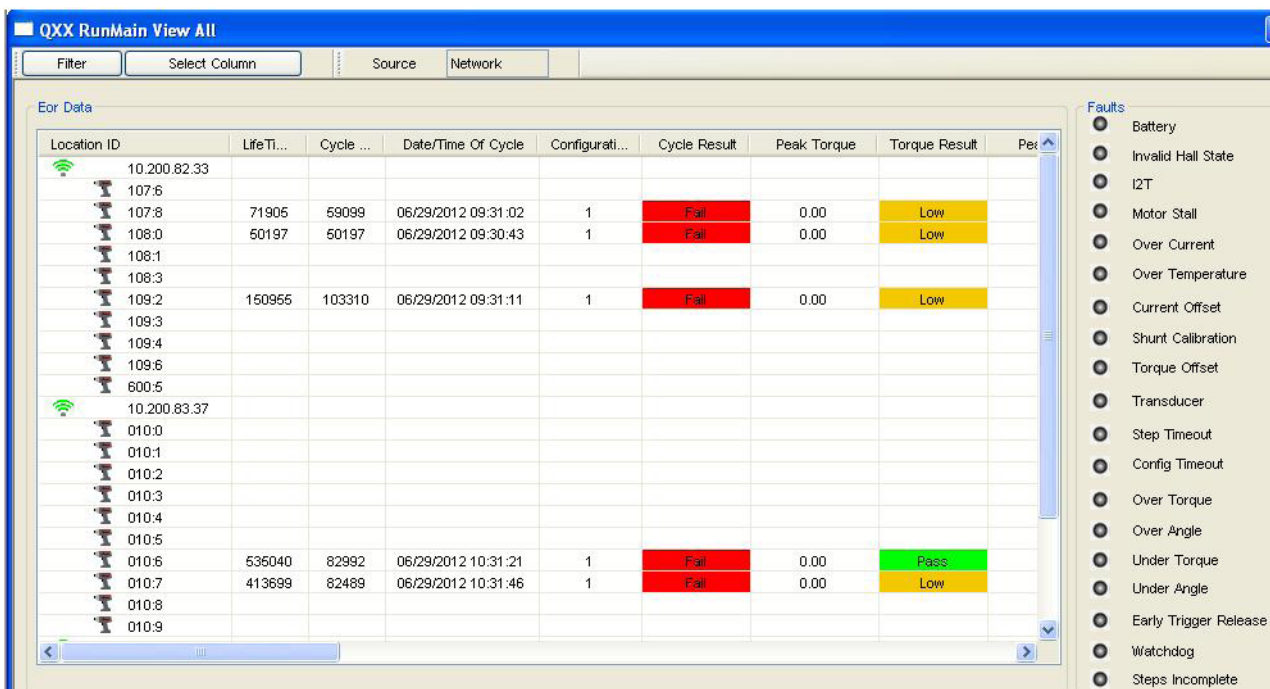 QXX RunMain View All
Filter Select Column Source Network
Eor Data
Location ID LifeTi... Cycle ... Date/Time Of Cycle Configurati... Cycle Result Peak Torque Torque Result Pea
10.200.82.33
107:6
107:8 71905 59099 06/29/2012 09:31:02 1 Fail 0.00 Low
108:0 50197 50197 06/29/2012 09:30:43 1 Fail 0.00 Low
108:1
108:3
109:2 150955 103310 06/29/2012 09:31:11 1 Fail 0.00 Low
109:3
109:4
109:6
600:5
10.200.83.37
010:0
010:1
010:2
010:3
010:4
010:5
010:6 535040 82992 06/29/2012 10:31:21 1 Fail 0.00 Pass
010:7 413699 82489 06/29/2012 10:31:46 1 Fail 0.00 Low
010:8
010:9
Faults
Battery
Invalid Hall State
I2T
Motor Stall
Over Current
Over Temperature
Current Offset
Shunt Calibration
Torque Offset
Transducer
Step Timeout
Config Timeout
Over Torque
Over Angle
Under Torque
Under Angle
Early Trigger Release
Watchdog
Steps Incomplete